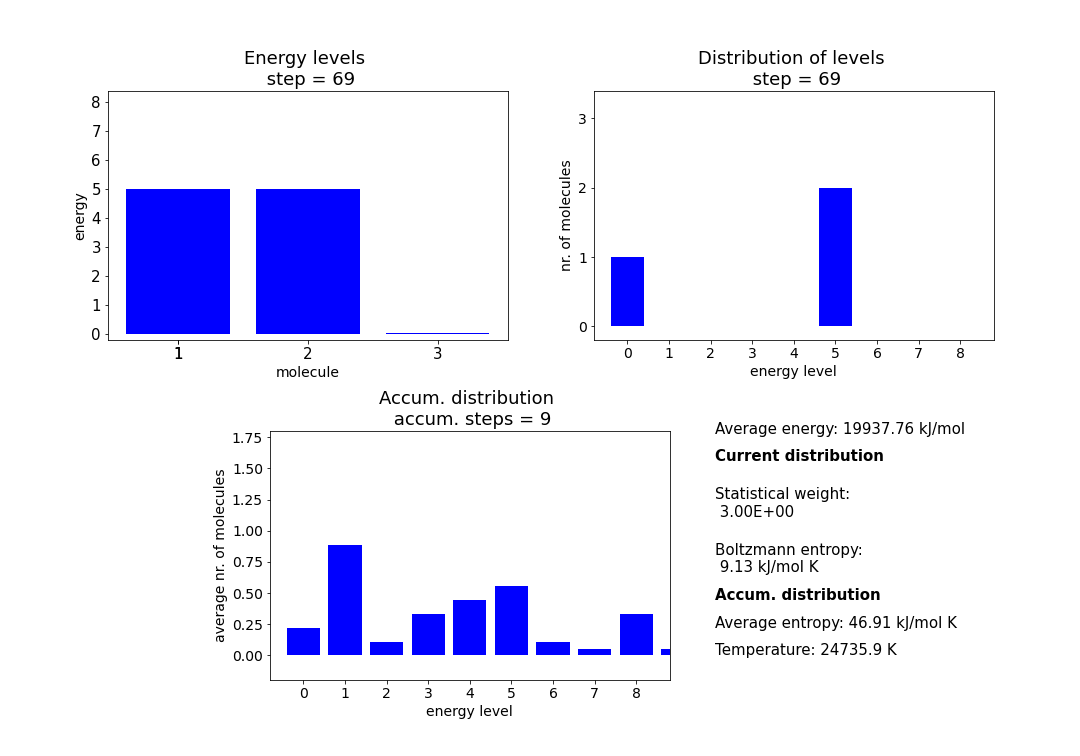 Energy levels
step = 69
8
7
6
5
4
3
2
1
0
energy
1
2
3
molecule
Distribution of levels
step = 69
3
2
1
0
nr. of molecules
0 1 2 3 4 5 6 7 8
energy level
Accum. distribution
accum. steps = 9
1.75
1.50
1.25
1.00
0.75
0.50
0.25
0.00
average nr. of molecules
0 1 2 3 4 5 6 7 8
energy level
Average energy: 19937.76 kJ/mol
Current distribution
Statistical weight:
3.00E+00
Boltzmann entropy:
9.13 kJ/mol K
Accum. distribution
Average entropy: 46.91 kJ/mol K
Temperature: 24735.9 K